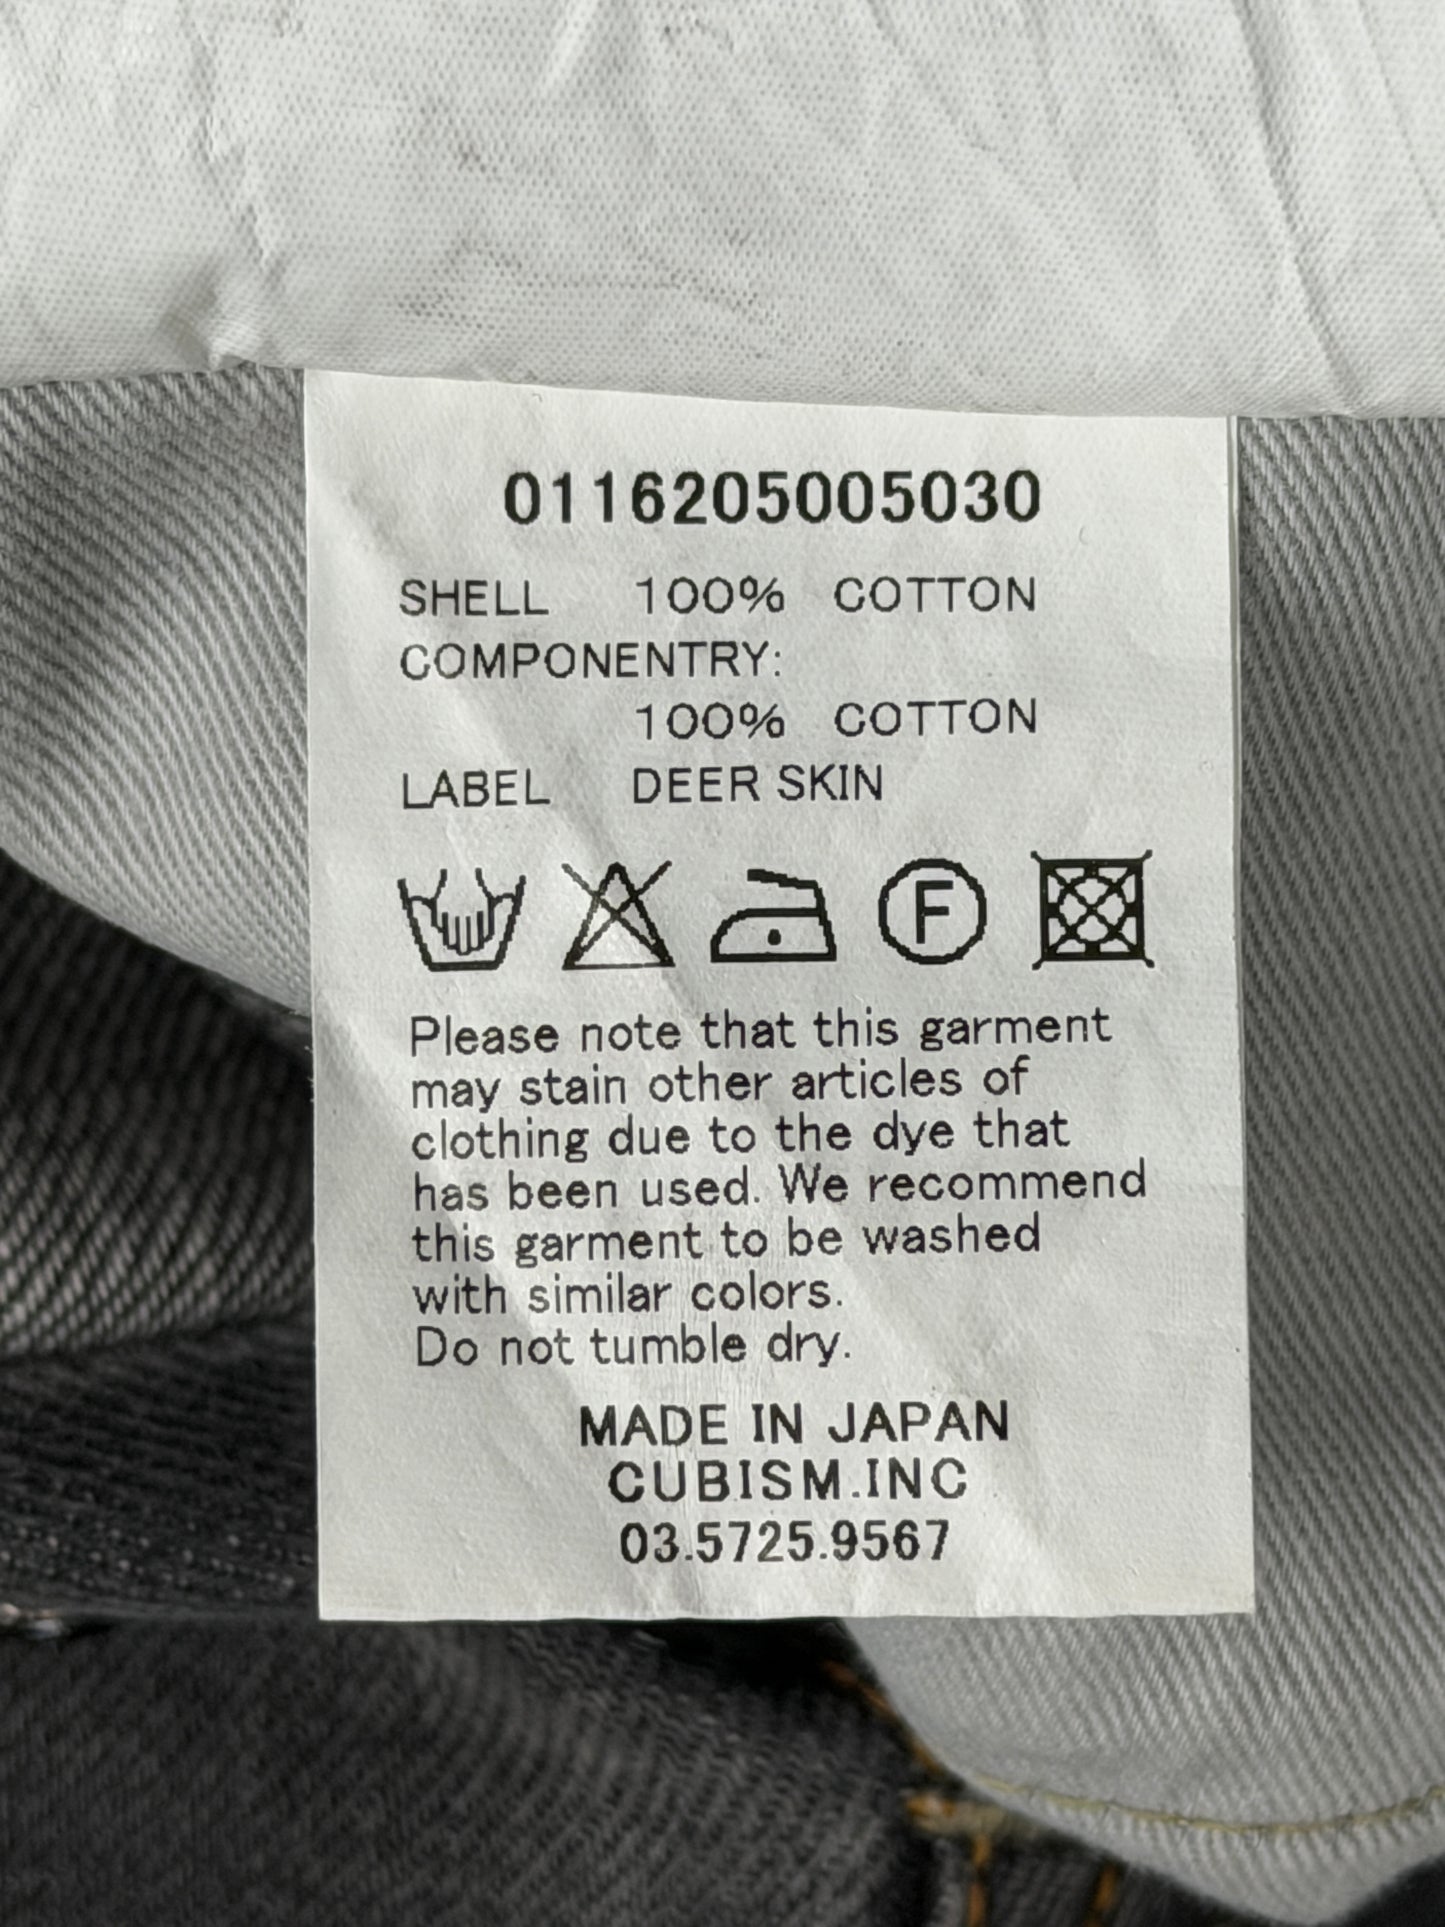 0116205005030
SHELL 100% COTTON
COMPONENTRY:
100% COTTON
LABEL DEER SKIN
F
Please note that this garment
may stain other articles of
clothing due to the dye that
has been used. We recommend
this garment to be washed
with similar colors.
Do not tumble dry.
MADE IN JAPAN
CUBISM.INC
03.5725.9567